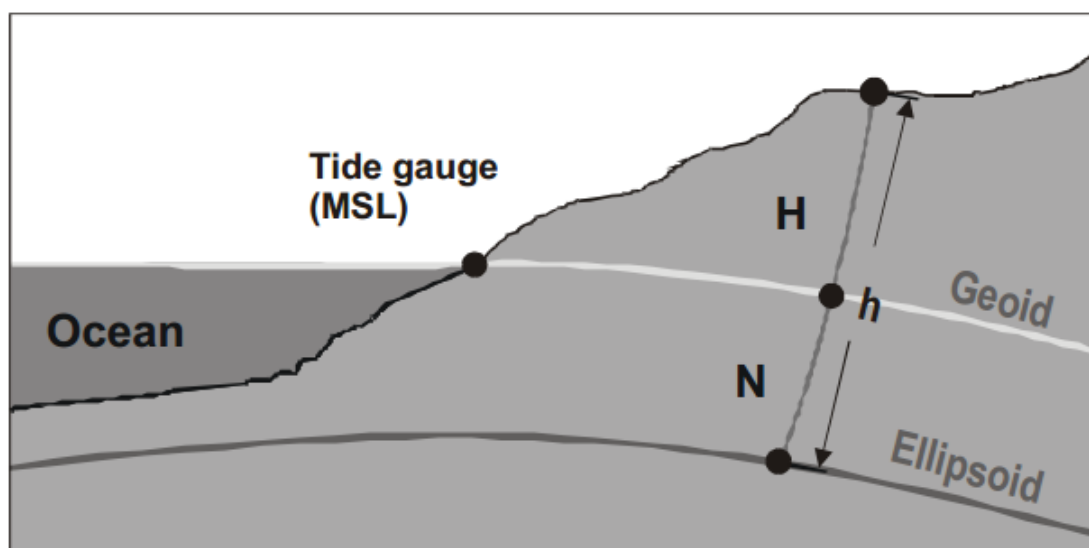 Tide gauge
(MSL)
H
Geoid
h
Ocean
N
Ellipsoid